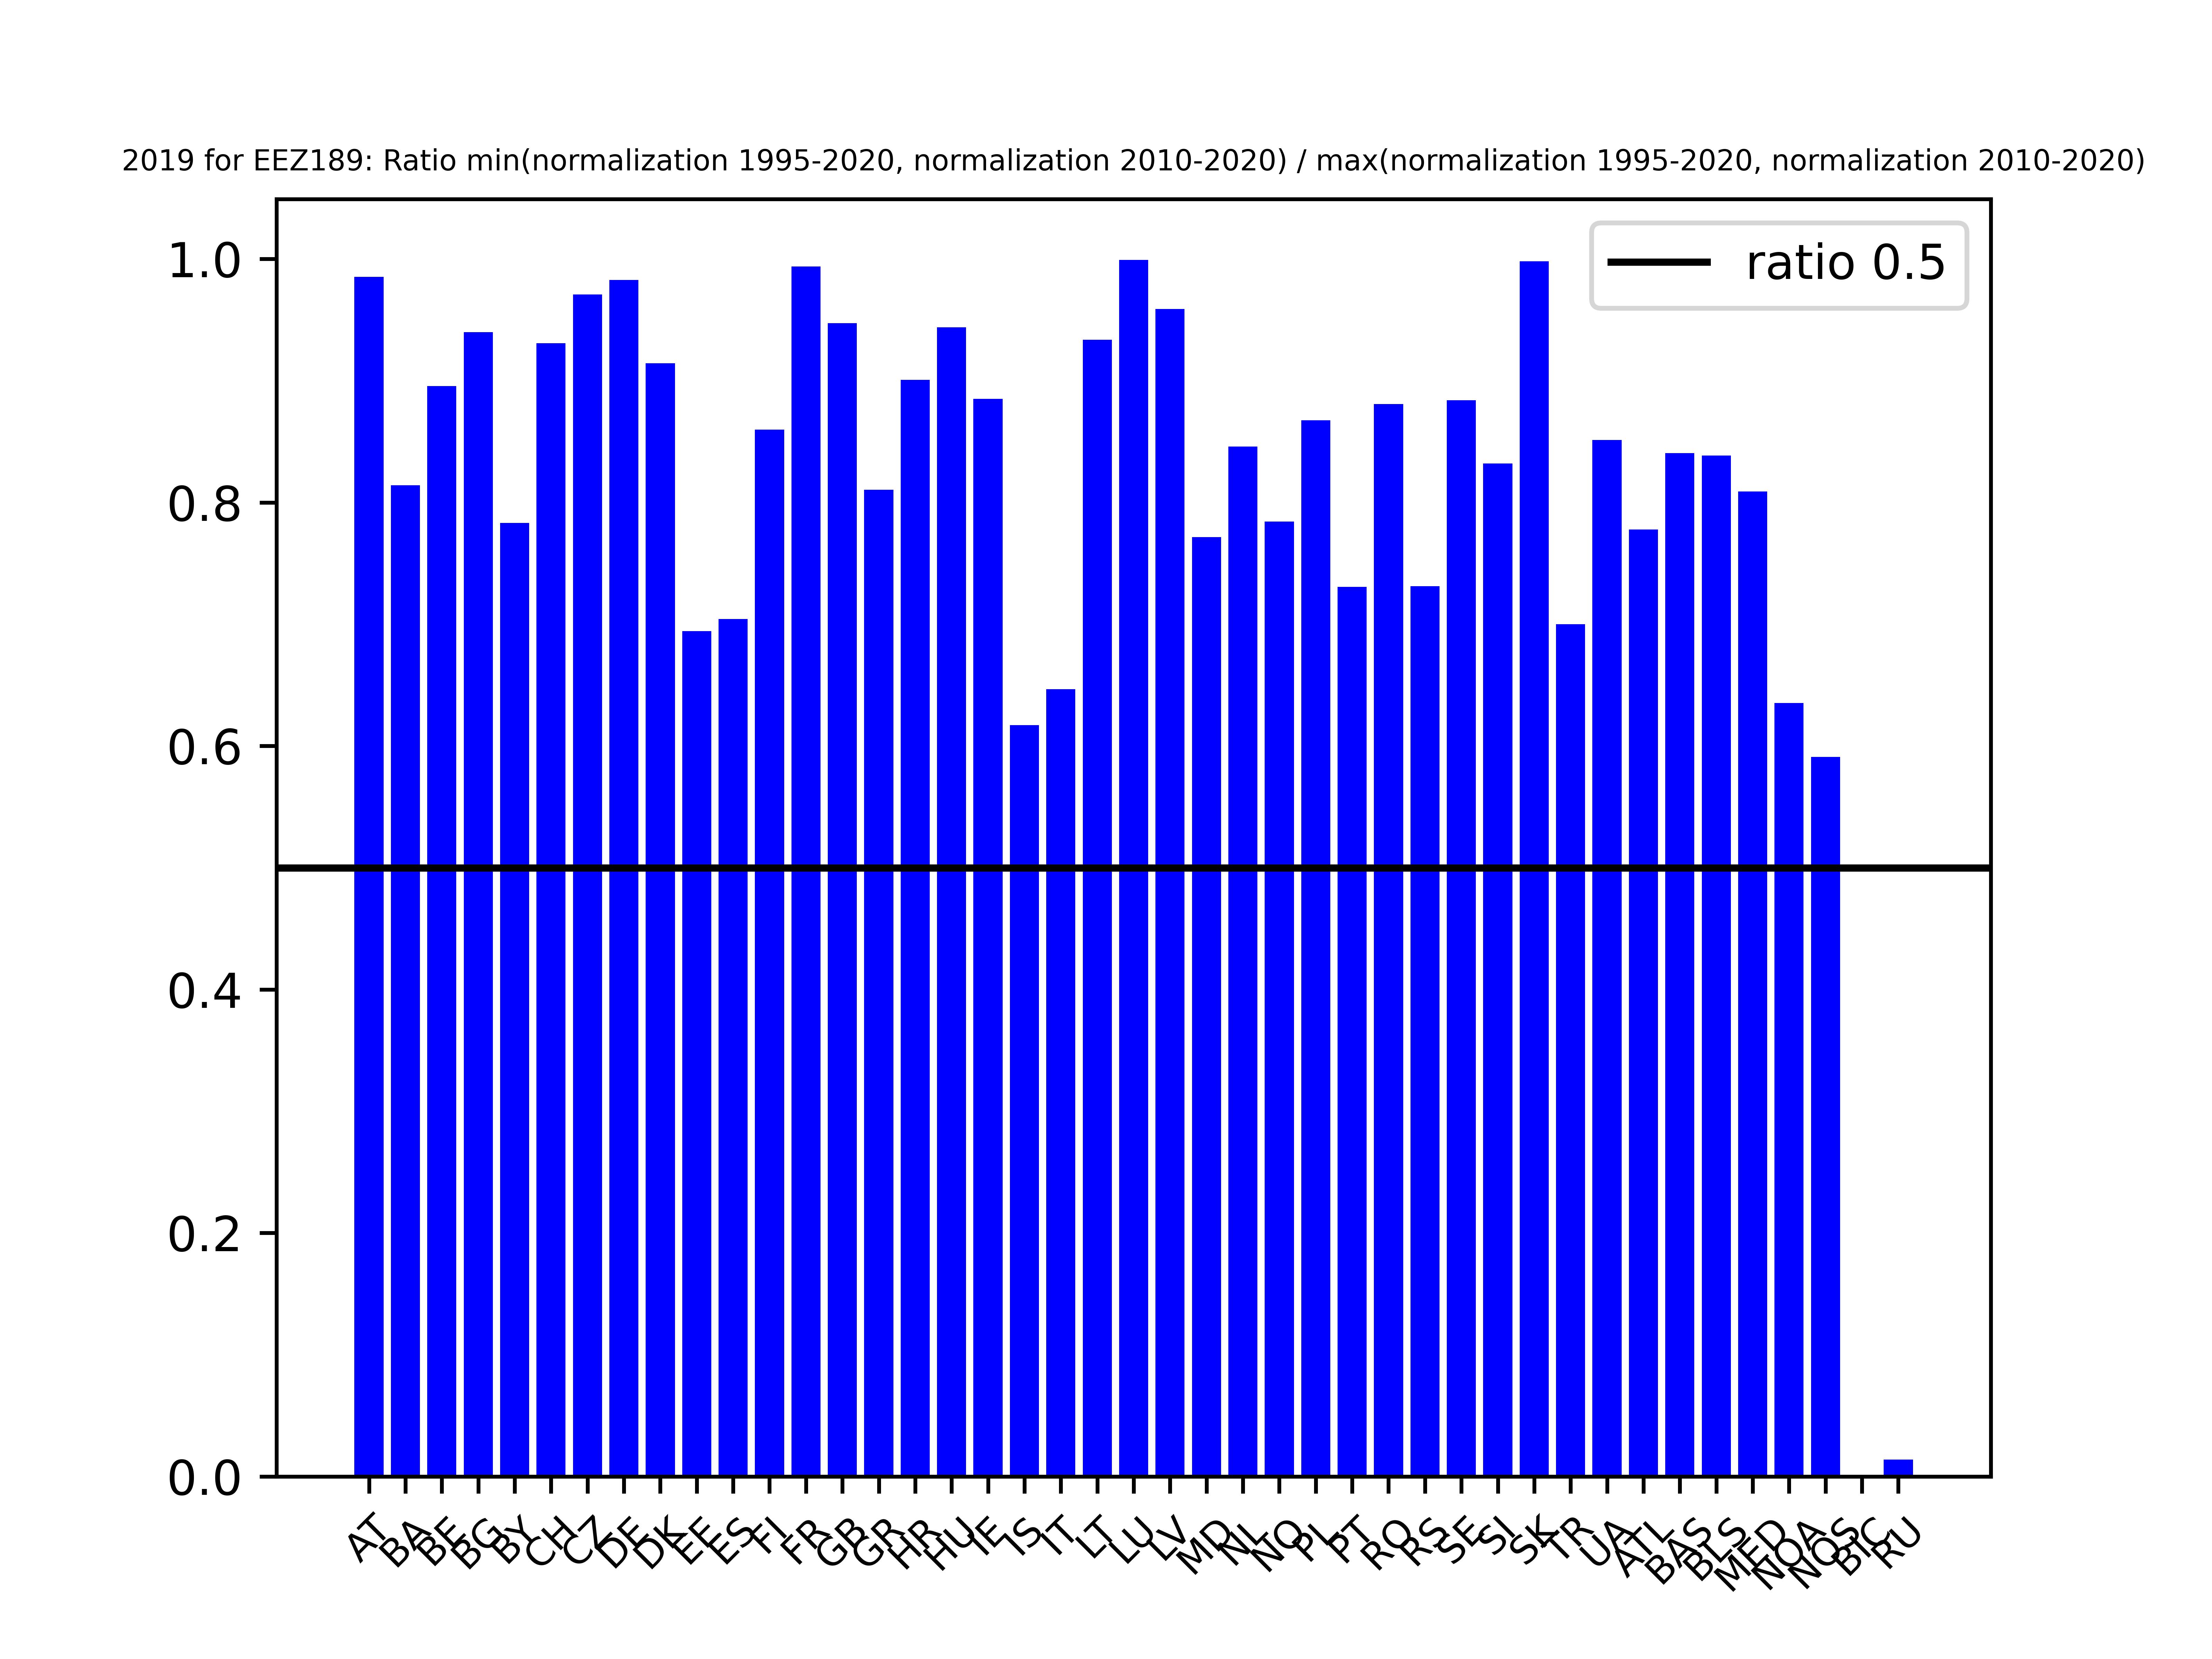 2019 for EEZ189: Ratio min(normalization 1995-2020, normalization 2010-2020) / max(normalization 1995-2020, normalization 2010-2020)
ratio 0.5
1.0
0.8
0.6
0.4
0.2
0.0
AT BA BE BG BY CH CZ DE DK EE ES FI FR GB GR HR HU IE IS IT LT LU LV MD NL NO PL PT RO RS SE SI SK TR UA ATL BAS BLS MED NOA NOS BIC RU